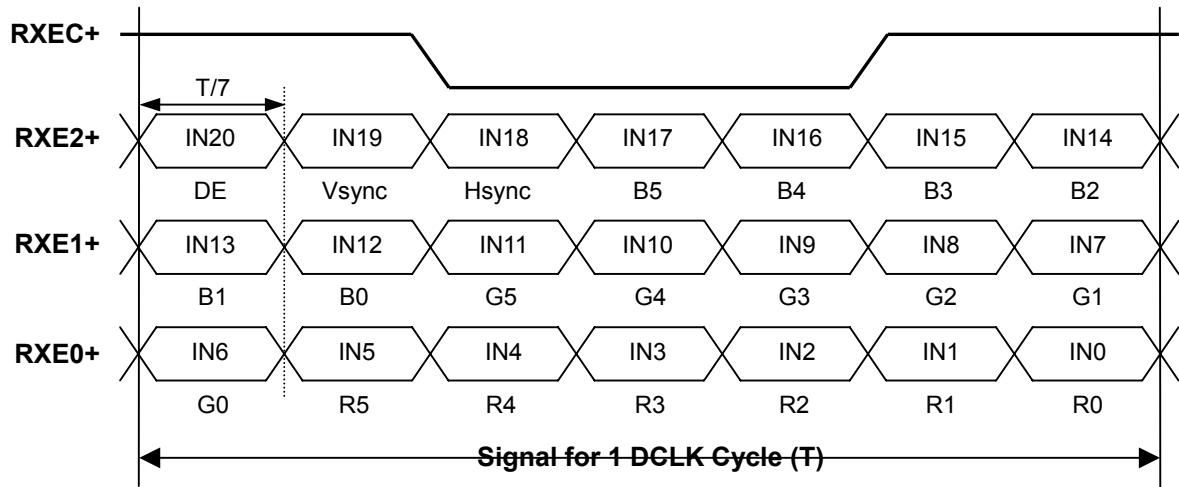 RXEC+
T/7
RXE2+ IN20 IN19 IN18 IN17 IN16 IN15 IN14
DE Vsync Hsync B5 B4 B3 B2
RXE1+ IN13 IN12 IN11 IN10 IN9 IN8 IN7
B1 B0 G5 G4 G3 G2 G1
RXE0+ IN6 IN5 IN4 IN3 IN2 IN1 IN0
G0 R5 R4 R3 R2 R1 R0
Signal for 1 DCLK Cycle (T)